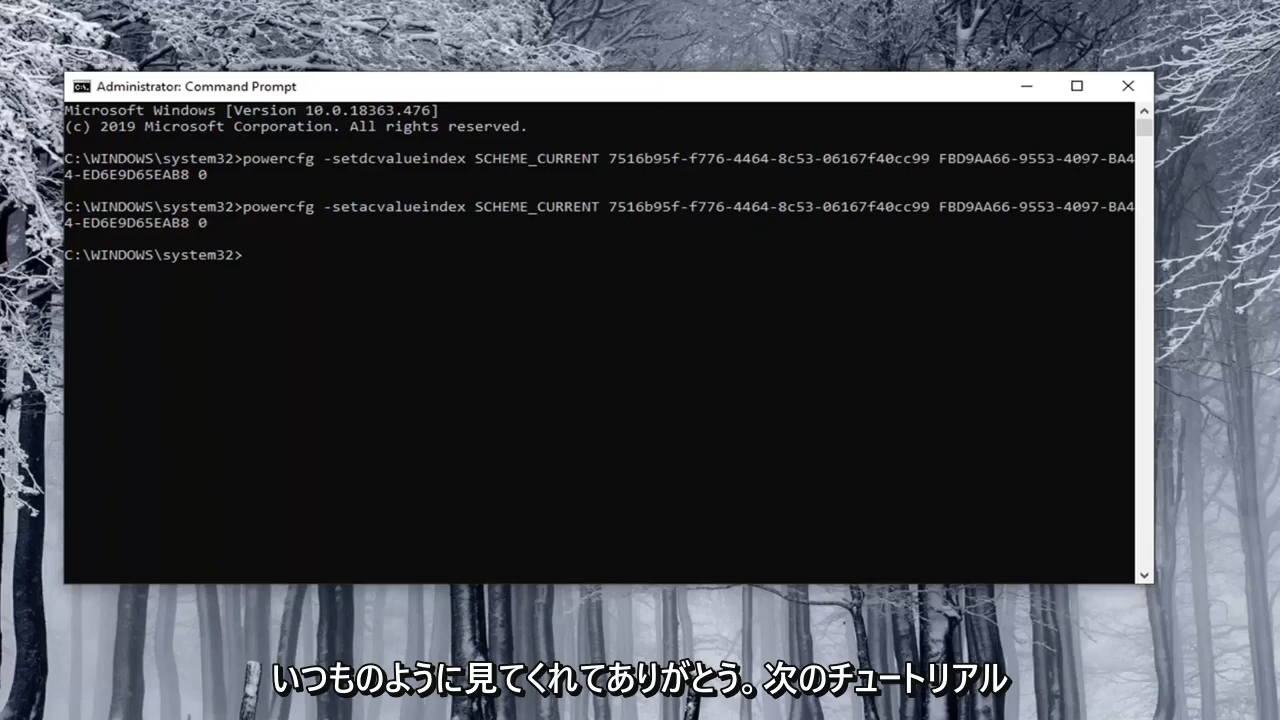 Administrator: Command Prompt
Microsoft Windows [Version 10.0.18363.476]
(c) 2019 Microsoft Corporation. All rights reserved.
C:\WINDOWS\system32>powercfg -setdcvalueindex SCHEME_CURRENT 7516b95f-f776-4464-8c53-06167f40cc99 FBD9AA66-9553-4097-BA4
4-ED6E9D65EAB8 0
C:\WINDOWS\system32>powercfg -setacvalueindex SCHEME_CURRENT 7516b95f-f776-4464-8c53-06167f40cc99 FBD9AA66-9553-4097-BA4
4-ED6E9D65EAB8 0
C:\WINDOWS\system32>
いつものように見てくれてありがとう。次のチュートリアル